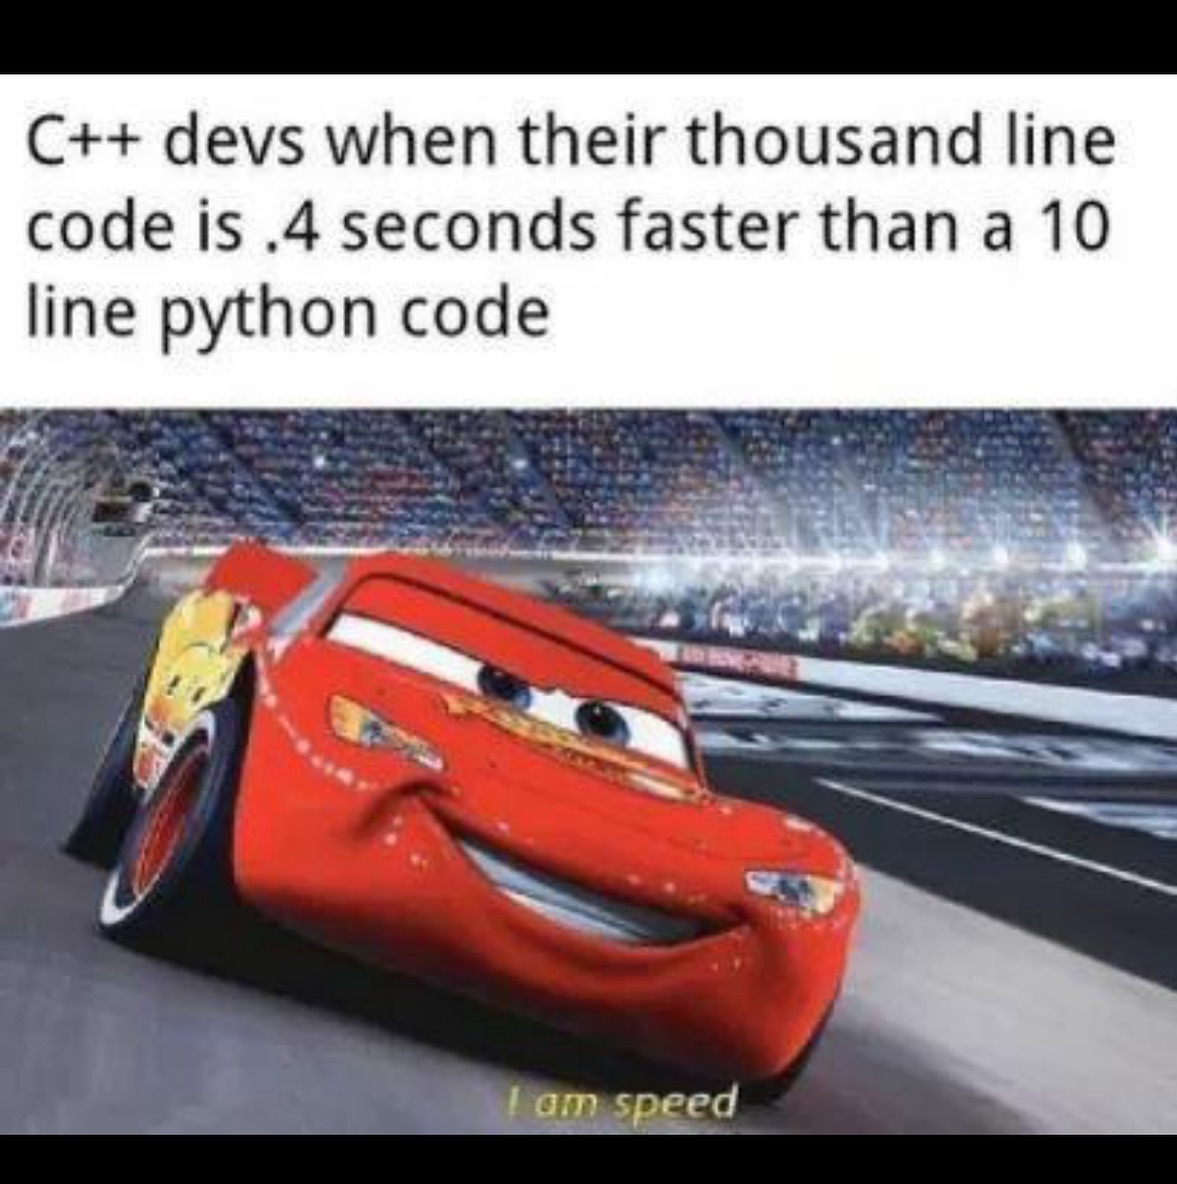 C++ devs when their thousand line
code is .4 seconds faster than a 10
line python code
I am speed